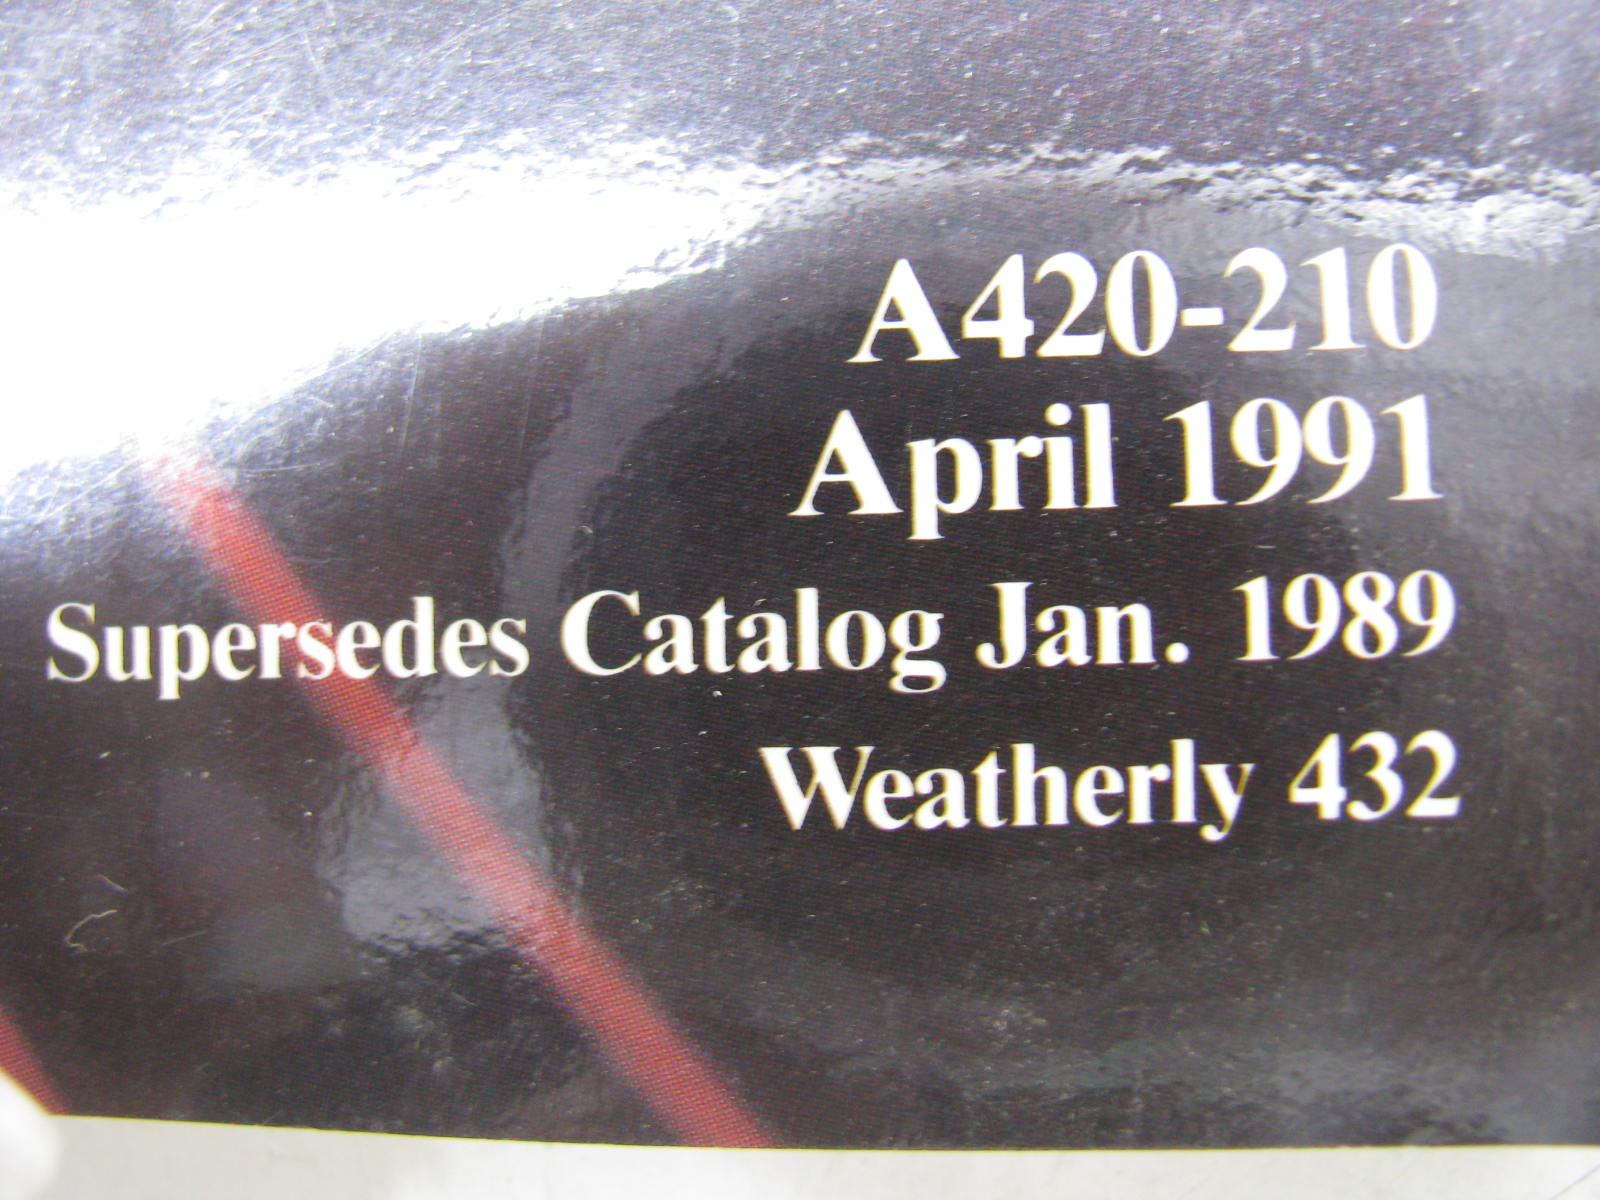 A420-210
April 1991
Supersedes Catalog Jan. 1989
Weatherly 432